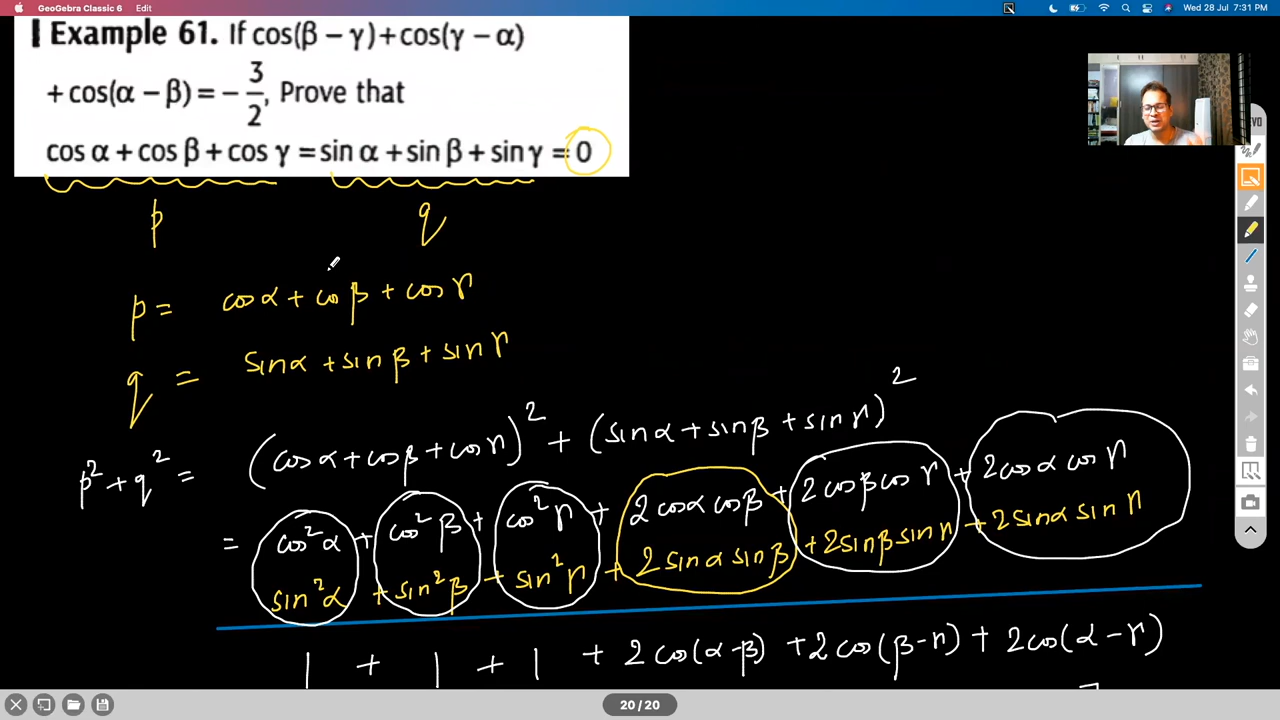 GeoGebra Classic 6 Edit Wed 28 Jul 7:31 PM
Example 61. If cos(β − γ)+cos(γ − α)
+cos(α − β) = − 3/2, Prove that
cos α + cos β + cos γ = sin α + sin β + sin γ = 0
p q
p = cosα + cosβ + cosγ
q = sinα + sinβ + sinγ
p² + q² = (cosα + cosβ + cosγ)² + (sinα + sinβ + sinγ)²
= cos²α + cos²β + cos²γ + 2cosα cosβ + 2cosβ cosγ + 2cosα cosγ
sin²α + sin²β + sin²γ + 2sinα sinβ + 2sinβ sinγ + 2sinα sinγ
1 + 1 + 1 + 2cos(α-β) + 2cos(β-γ) + 2cos(α-γ)
20 / 20